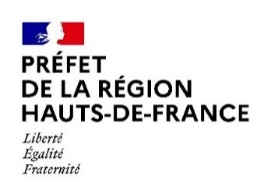 PRÉFET
DE LA RÉGION
HAUTS-DE-FRANCE
Liberté
Égalité
Fraternité